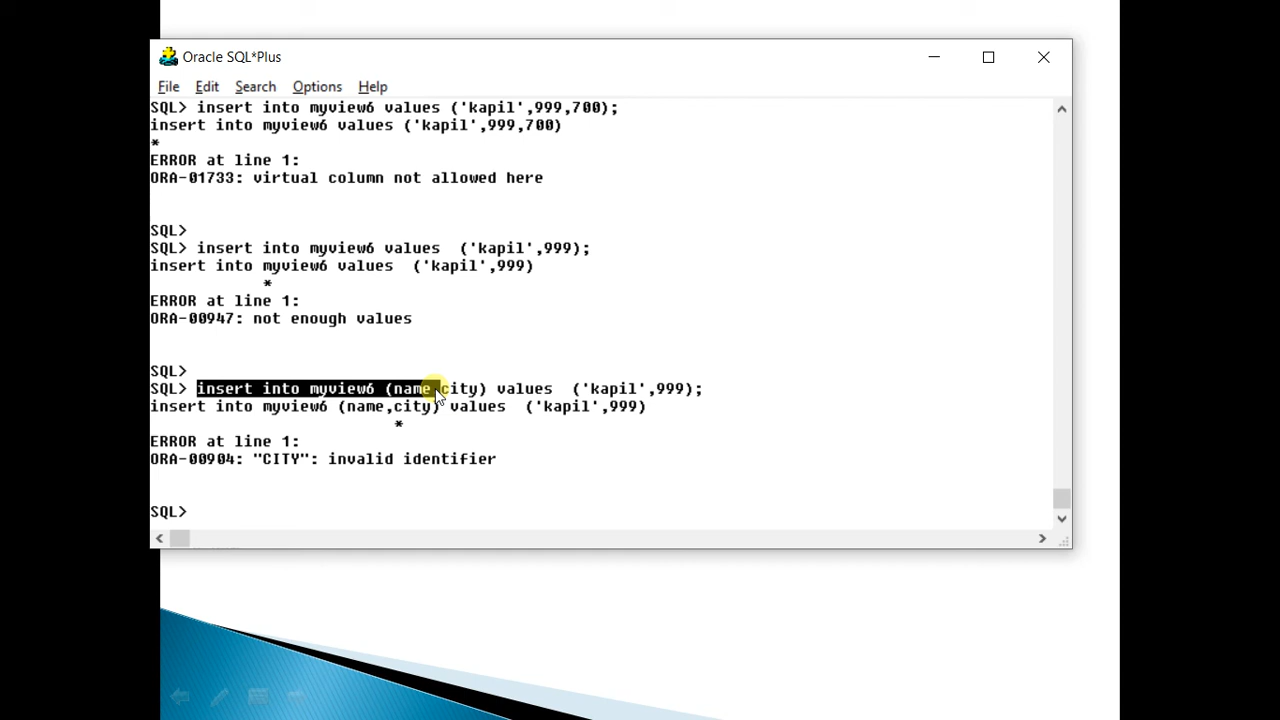 Oracle SQL*Plus
File Edit Search Options Help
SQL> insert into myview6 values ('kapil',999,700);
insert into myview6 values ('kapil',999,700)
*
ERROR at line 1:
ORA-01733: virtual column not allowed here
SQL>
SQL> insert into myview6 values  ('kapil',999);
insert into myview6 values  ('kapil',999)
*
ERROR at line 1:
ORA-00947: not enough values
SQL>
SQL> insert into myview6 (name,city) values  ('kapil',999);
insert into myview6 (name,city) values  ('kapil',999)
*
ERROR at line 1:
ORA-00904: "CITY": invalid identifier
SQL>